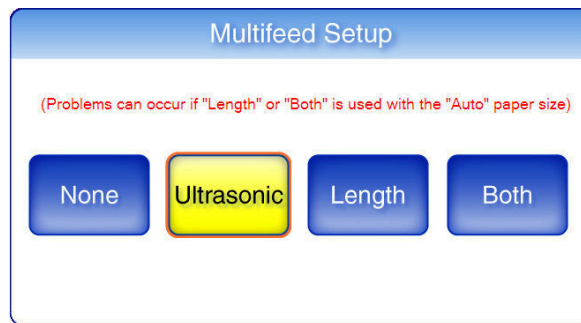 Multifeed Setup
(Problems can occur if "Length" or "Both" is used with the "Auto" paper size)
None Ultrasonic Length Both